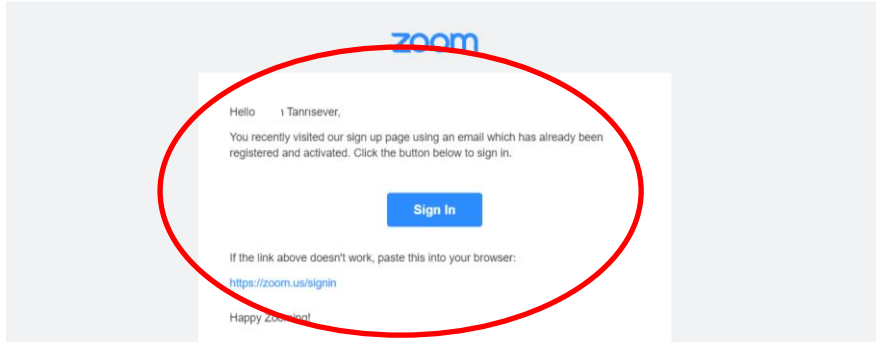 zoom
Hello Tanrısever,
You recently visited our sign up page using an email which has already been
registered and activated. Click the button below to sign in.
Sign In
If the link above doesn't work, paste this into your browser:
https://zoom.us/signin
Happy Zooming!